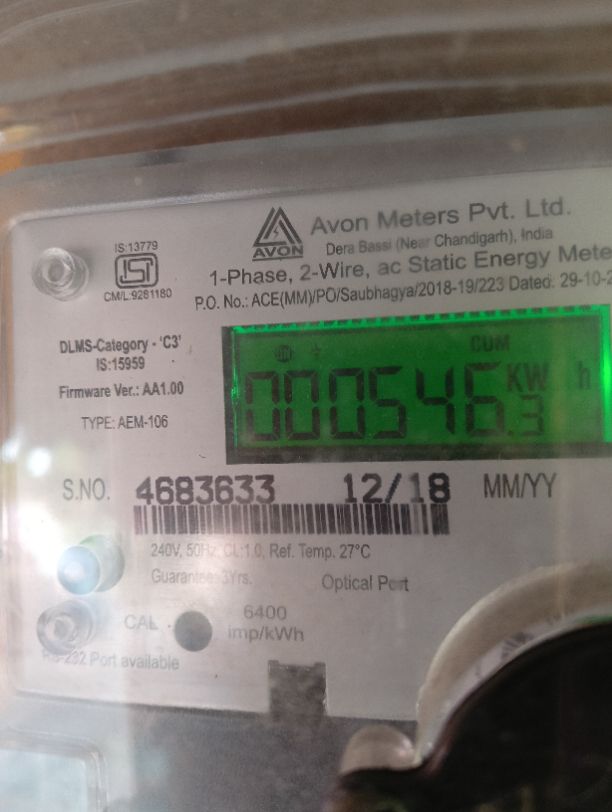 IS:13779
CM/L:9281180
AVON
Avon Meters Pvt. Ltd.
Dera Bassi (Near Chandigarh), India
1-Phase, 2-Wire, ac Static Energy Mete
P.O. No.: ACE(MM)/PO/Saubhagya/2018-19/223 Dated: 29-10-2
DLMS-Category - 'C3'
IS:15959
Firmware Ver.: AA1.00
TYPE: AEM-106
CUM
000546.3 KW h
S.NO. 4683633 12/18 MM/YY
240V, 50Hz, CL:1.0, Ref. Temp. 27°C
Guarantee 3Yrs. Optical Port
CAL 6400
imp/kWh
RS-232 Port available